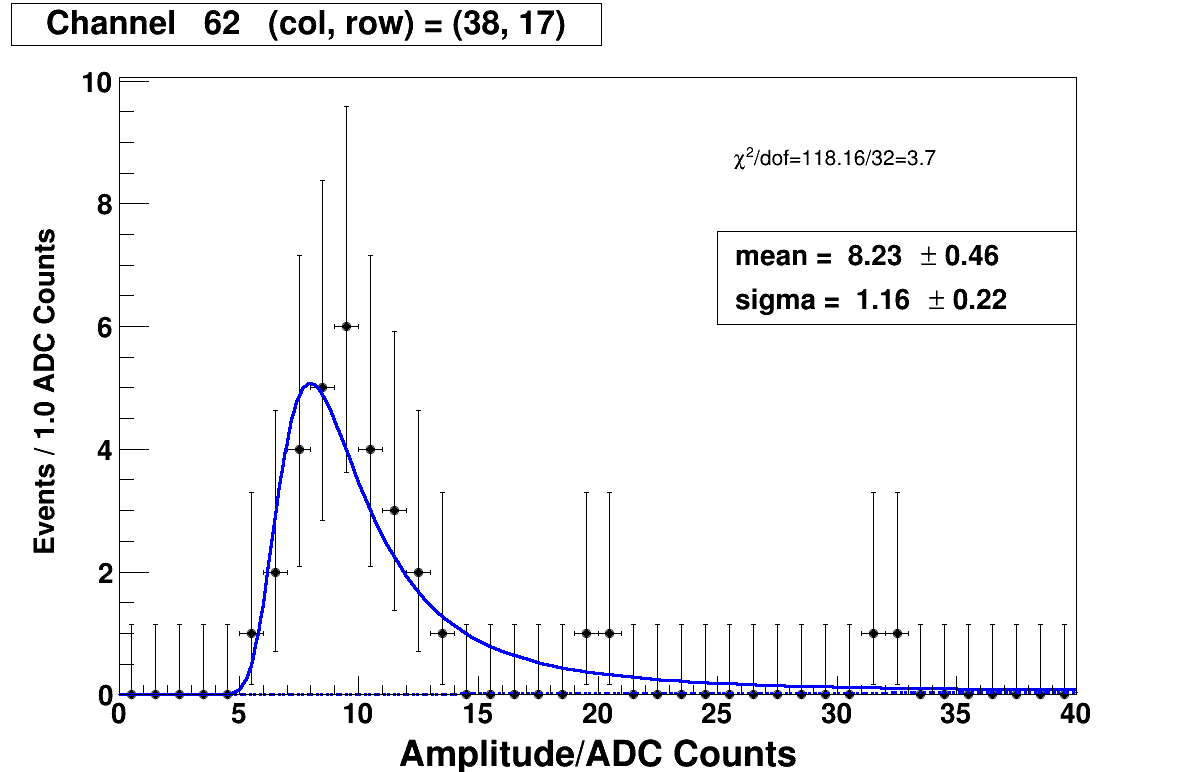 Channel 62 (col, row) = (38, 17)
10
8
6
4
2
0
Events / 1.0 ADC Counts
χ²/dof=118.16/32=3.7
mean = 8.23 ± 0.46
sigma = 1.16 ± 0.22
0 5 10 15 20 25 30 35 40
Amplitude/ADC Counts